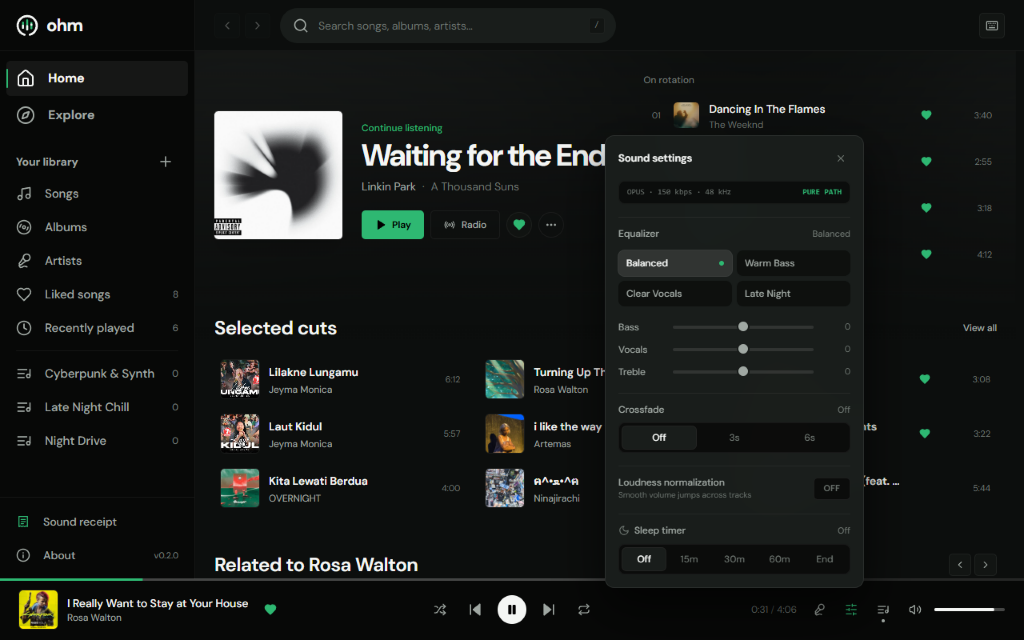 ohm
Search songs, albums, artists...
/
Home
Explore
Your library
Songs
Albums
Artists
Liked songs 8
Recently played 6
Cyberpunk & Synth 0
Late Night Chill 0
Night Drive 0
Sound receipt
About v0.2.0
PARENTAL
ADVISORY
Continue listening
Waiting for the End
Linkin Park · A Thousand Suns
Play
Radio
On rotation
01
Dancing In The Flames
The Weeknd
3:40
2:55
3:18
4:12
Selected cuts
View all
Lilakne Lungamu
Jeyma Monica
6:12
Turning Up Th
Rosa Walton
3:08
Laut Kidul
Jeyma Monica
5:57
i like the way
Artemas
nts
3:22
Kita Lewati Berdua
OVERNIGHT
4:00
Ninajirachi
(feat. ...
5:44
Related to Rosa Walton
Sound settings
OPUS · 150 kbps · 48 kHz PURE PATH
Equalizer Balanced
Balanced
Warm Bass
Clear Vocals
Late Night
Bass 0
Vocals 0
Treble 0
Crossfade Off
Off 3s 6s
Loudness normalization
Smooth volume jumps across tracks
OFF
Sleep timer Off
Off 15m 30m 60m End
I Really Want to Stay at Your House
Rosa Walton
0:31 / 4:06